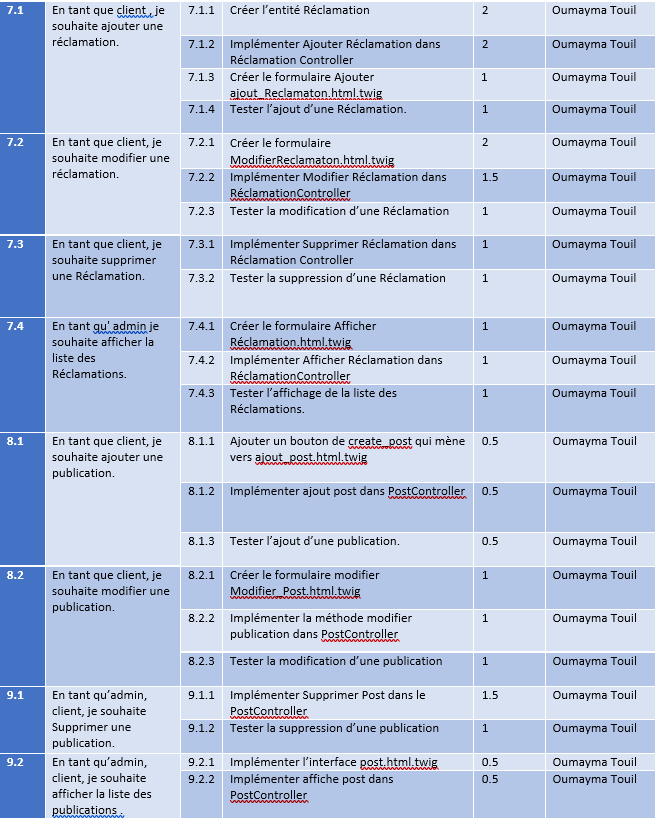 7.1 En tant que client , je 7.1.1 Créer l’entité Réclamation 2 Oumayma Touil
souhaite ajouter une
réclamation. 7.1.2 Implémenter Ajouter Réclamation dans 2 Oumayma Touil
Réclamation Controller
7.1.3 Créer le formulaire Ajouter 1 Oumayma Touil
ajout_Reclamaton.html.twig
7.1.4 Tester l’ajout d’une Réclamation. 1 Oumayma Touil
7.2 En tant que client, je 7.2.1 Créer le formulaire 2 Oumayma Touil
souhaite modifier une ModifierReclamaton.html.twig
réclamation. 7.2.2 Implémenter Modifier Réclamation dans 1.5 Oumayma Touil
RéclamationController
7.2.3 Tester la modification d’une Réclamation 1 Oumayma Touil
7.3 En tant que client, je 7.3.1 Implémenter Supprimer Réclamation dans 1 Oumayma Touil
souhaite supprimer Réclamation Controller
une Réclamation. 7.3.2 Tester la suppression d’une Réclamation 1 Oumayma Touil
7.4 En tant qu’ admin je 7.4.1 Créer le formulaire Afficher 1 Oumayma Touil
souhaite afficher la Réclamation.html.twig
liste des 7.4.2 Implémenter Afficher Réclamation dans 1 Oumayma Touil
Réclamations. RéclamationController
7.4.3 Tester l’affichage de la liste des 1 Oumayma Touil
Réclamations.
8.1 En tant que client, je 8.1.1 Ajouter un bouton de create_post qui mène 0.5 Oumayma Touil
souhaite ajouter une vers ajout_post.html.twig
publication. 8.1.2 Implémenter ajout post dans PostController 0.5 Oumayma Touil
8.1.3 Tester l’ajout d’une publication. 0.5 Oumayma Touil
8.2 En tant que client, je 8.2.1 Créer le formulaire modifier 1 Oumayma Touil
souhaite modifier une Modifier_Post.html.twig
publication. 8.2.2 Implémenter la méthode modifier 1 Oumayma Touil
publication dans PostController
8.2.3 Tester la modification d’une publication 1 Oumayma Touil
9.1 En tant qu’admin, 9.1.1 Implémenter Supprimer Post dans le 1.5 Oumayma Touil
client, je souhaite PostController
Supprimer une 9.1.2 Tester la suppression d’une publication 1 Oumayma Touil
publication.
9.2 En tant qu’admin, 9.2.1 Implémenter l’interface post.html.twig 0.5 Oumayma Touil
client, je souhaite 9.2.2 Implémenter affiche post dans 0.5 Oumayma Touil
afficher la liste des PostController
publications .